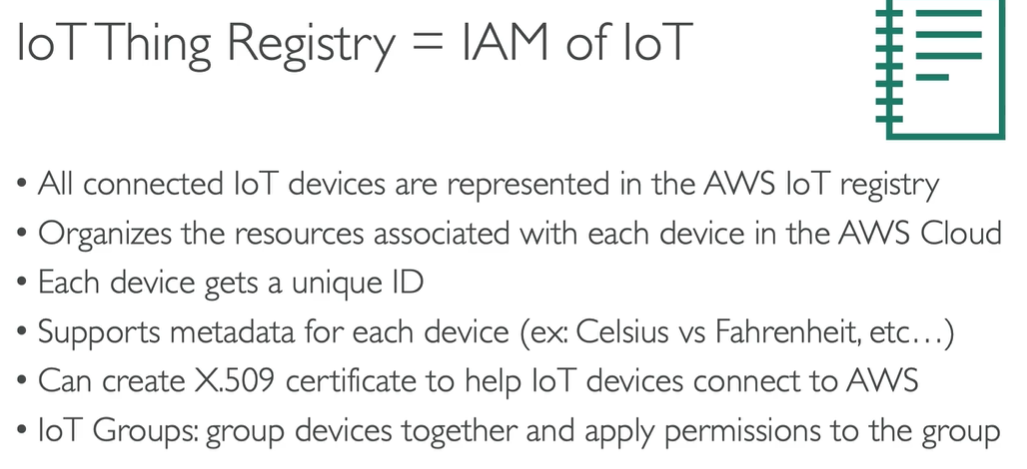 IoT Thing Registry = IAM of IoT
• All connected IoT devices are represented in the AWS IoT registry
• Organizes the resources associated with each device in the AWS Cloud
• Each device gets a unique ID
• Supports metadata for each device (ex: Celsius vs Fahrenheit, etc…)
• Can create X.509 certificate to help IoT devices connect to AWS
• IoT Groups: group devices together and apply permissions to the group